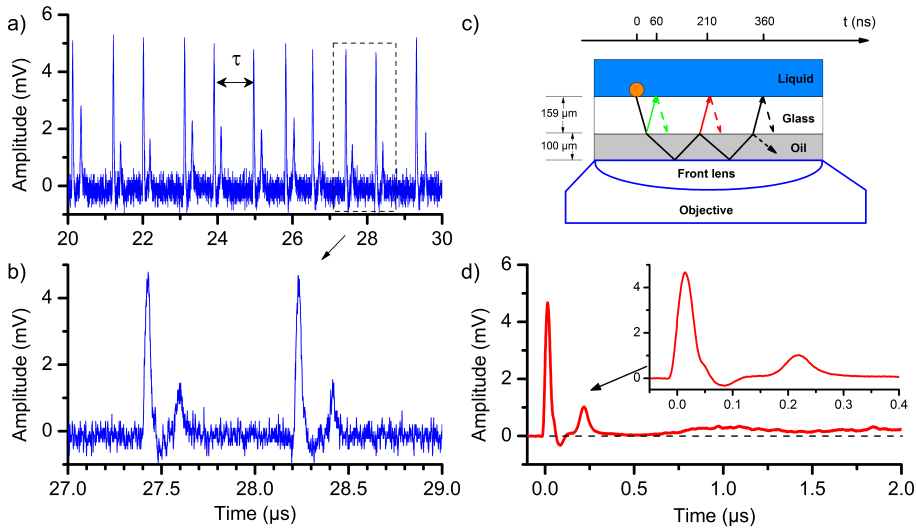 a)
Amplitude (mV)
6
4
2
0
τ
20 22 24 26 28 30
b)
Amplitude (mV)
4
2
0
27.0 27.5 28.0 28.5 29.0
Time (µs)
c)
0 60 210 360 t (ns)
Liquid
159 µm
Glass
100 µm
Oil
Front lens
Objective
d)
Amplitude (mV)
6
4
2
0
4
2
0
0.0 0.1 0.2 0.3 0.4
0.0 0.5 1.0 1.5 2.0
Time (µs)